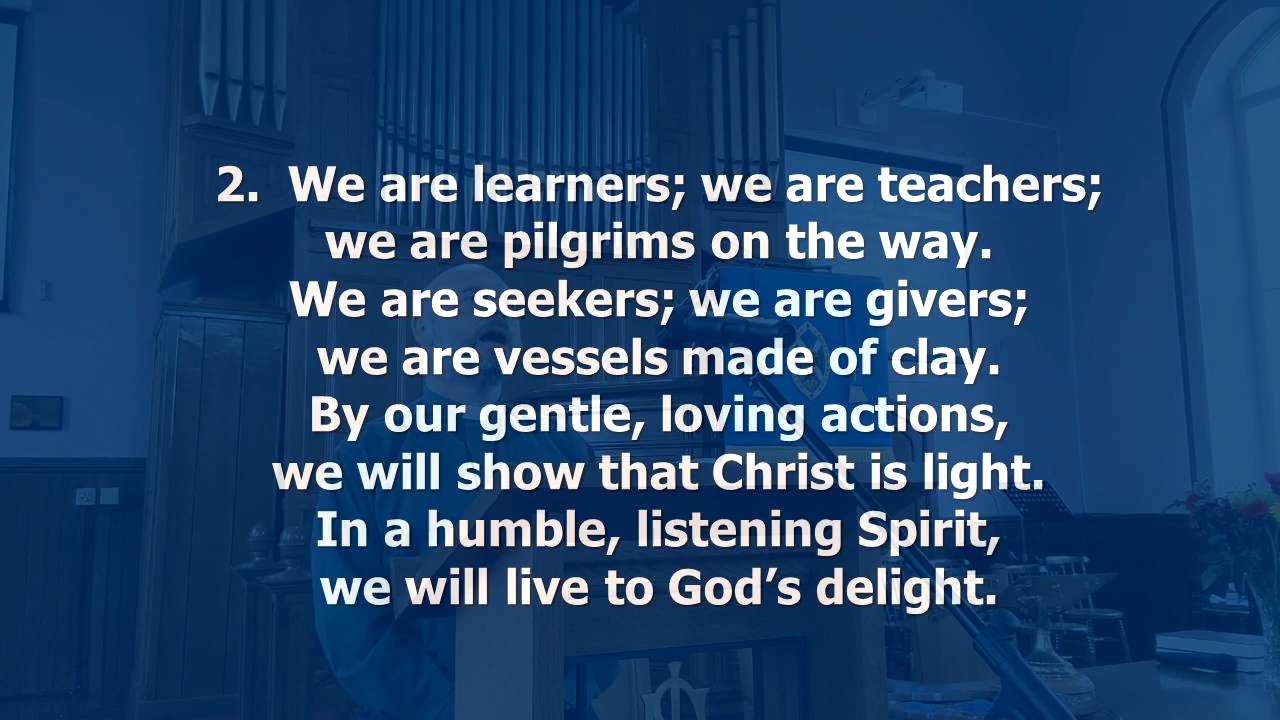 2.  We are learners; we are teachers;
we are pilgrims on the way.
We are seekers; we are givers;
we are vessels made of clay.
By our gentle, loving actions,
we will show that Christ is light.
In a humble, listening Spirit,
we will live to God’s delight.